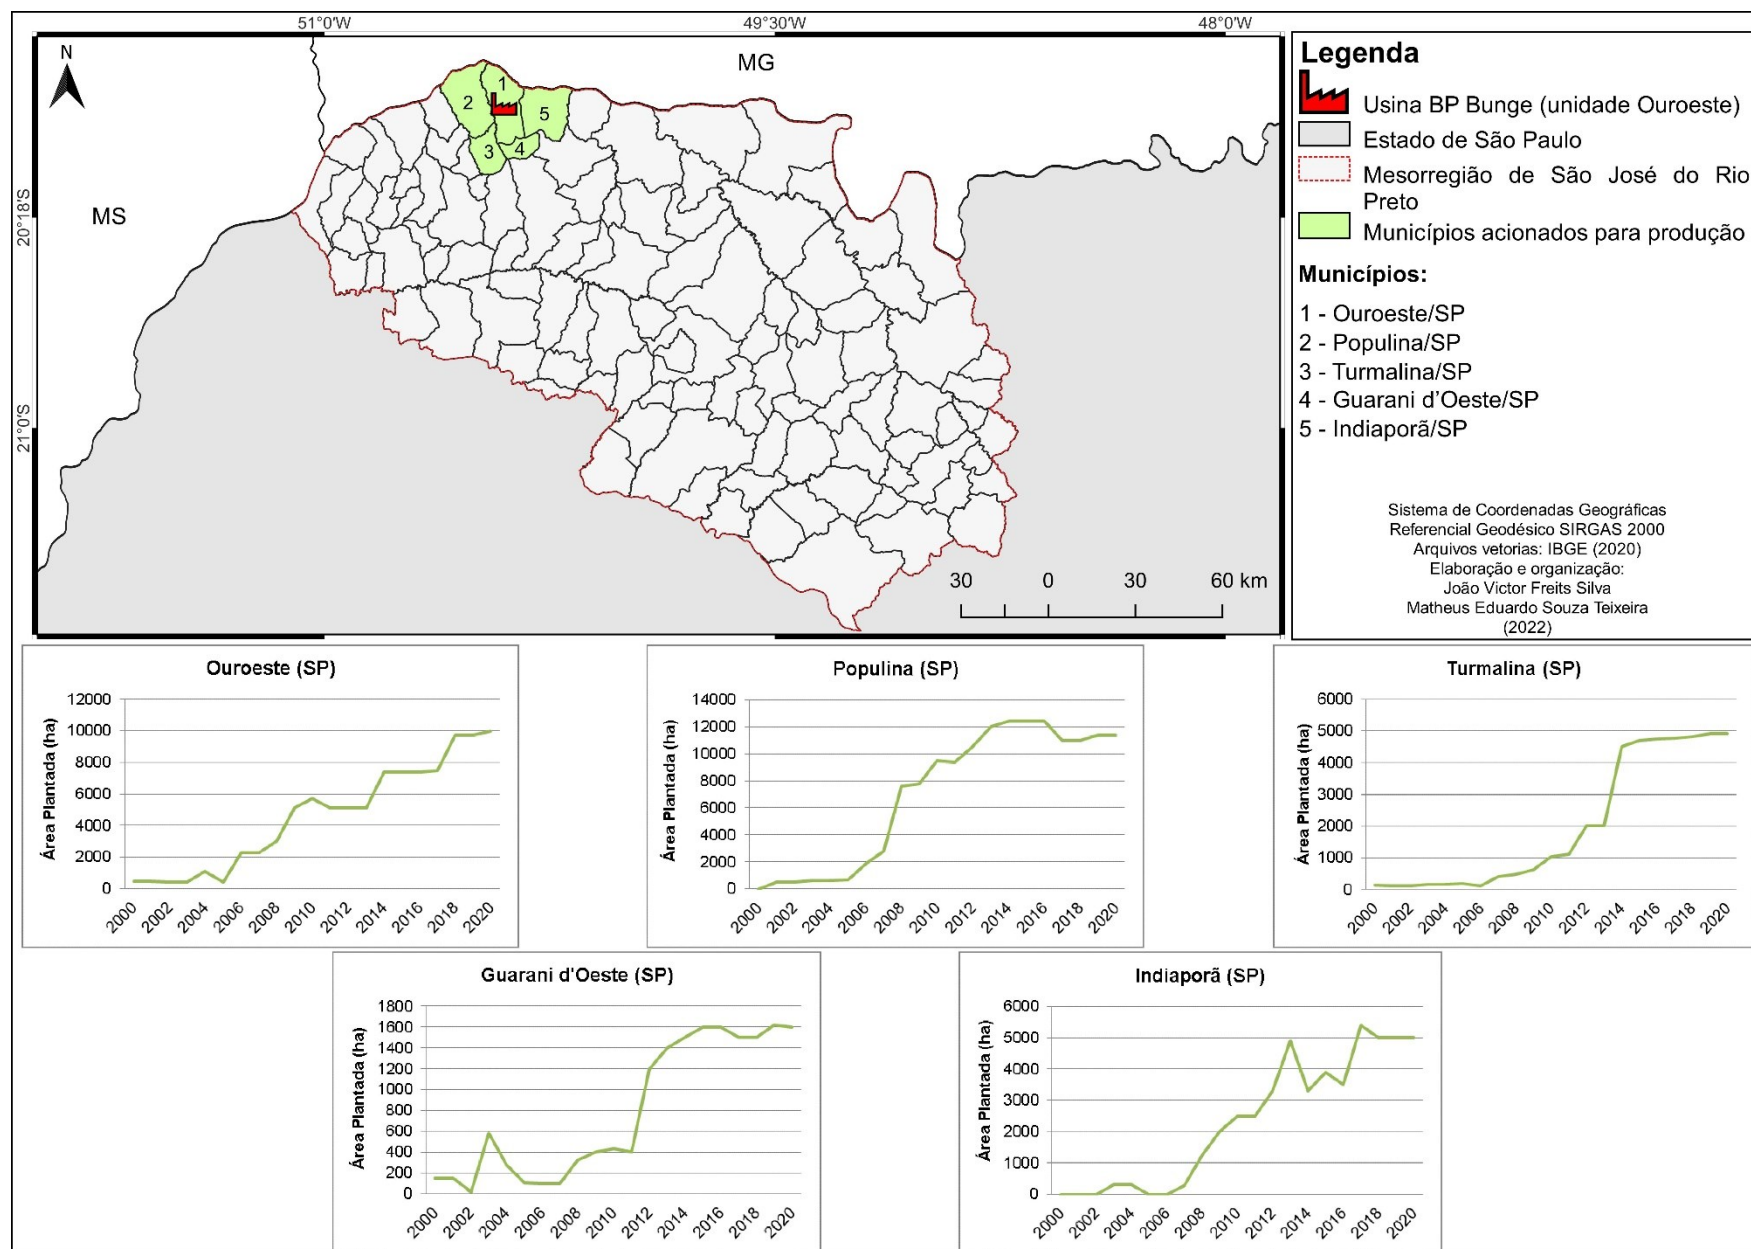 51°0'W
49°30'W
48°0'W
20°18'S
21°0'S
N
MG
MS
1
2
5
3
4
30 0 30 60 km
Legenda
Usina BP Bunge (unidade Ouroeste)
Estado de São Paulo
Mesorregião de São José do Rio
Preto
Municípios acionados para produção
Municípios:
1 - Ouroeste/SP
2 - Populina/SP
3 - Turmalina/SP
4 - Guarani d'Oeste/SP
5 - Indiaporã/SP
Sistema de Coordenadas Geográficas
Referencial Geodésico SIRGAS 2000
Arquivos vetorias: IBGE (2020)
Elaboração e organização:
João Victor Freits Silva
Matheus Eduardo Souza Teixeira
(2022)
Ouroeste (SP)
Área Plantada (ha)
12000
10000
8000
6000
4000
2000
0
2000 2002 2004 2006 2008 2010 2012 2014 2016 2018 2020
Populina (SP)
Área Plantada (ha)
14000
12000
10000
8000
6000
4000
2000
0
2000 2002 2004 2006 2008 2010 2012 2014 2016 2018 2020
Turmalina (SP)
Área Plantada (ha)
6000
5000
4000
3000
2000
1000
0
2000 2002 2004 2006 2008 2010 2012 2014 2016 2018 2020
Guarani d'Oeste (SP)
Área Plantada (ha)
1800
1600
1400
1200
1000
800
600
400
200
0
2000 2002 2004 2006 2008 2010 2012 2014 2016 2018 2020
Indiaporã (SP)
Área Plantada (ha)
6000
5000
4000
3000
2000
1000
0
2000 2002 2004 2006 2008 2010 2012 2014 2016 2018 2020